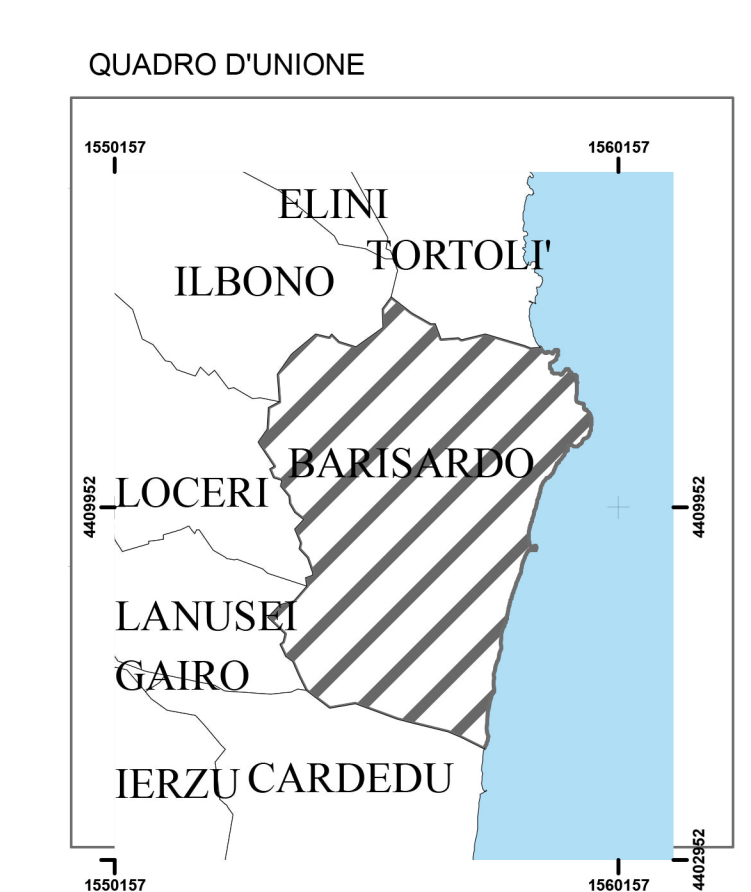 QUADRO D'UNIONE
1550157
1560157
ELINI
TORTOLI'
ILBONO
BARISARDO
LOCERI
4409952
4409952
LANUSEI
GAIRO
IERZU
CARDEDU
4402952
1550157
1560157